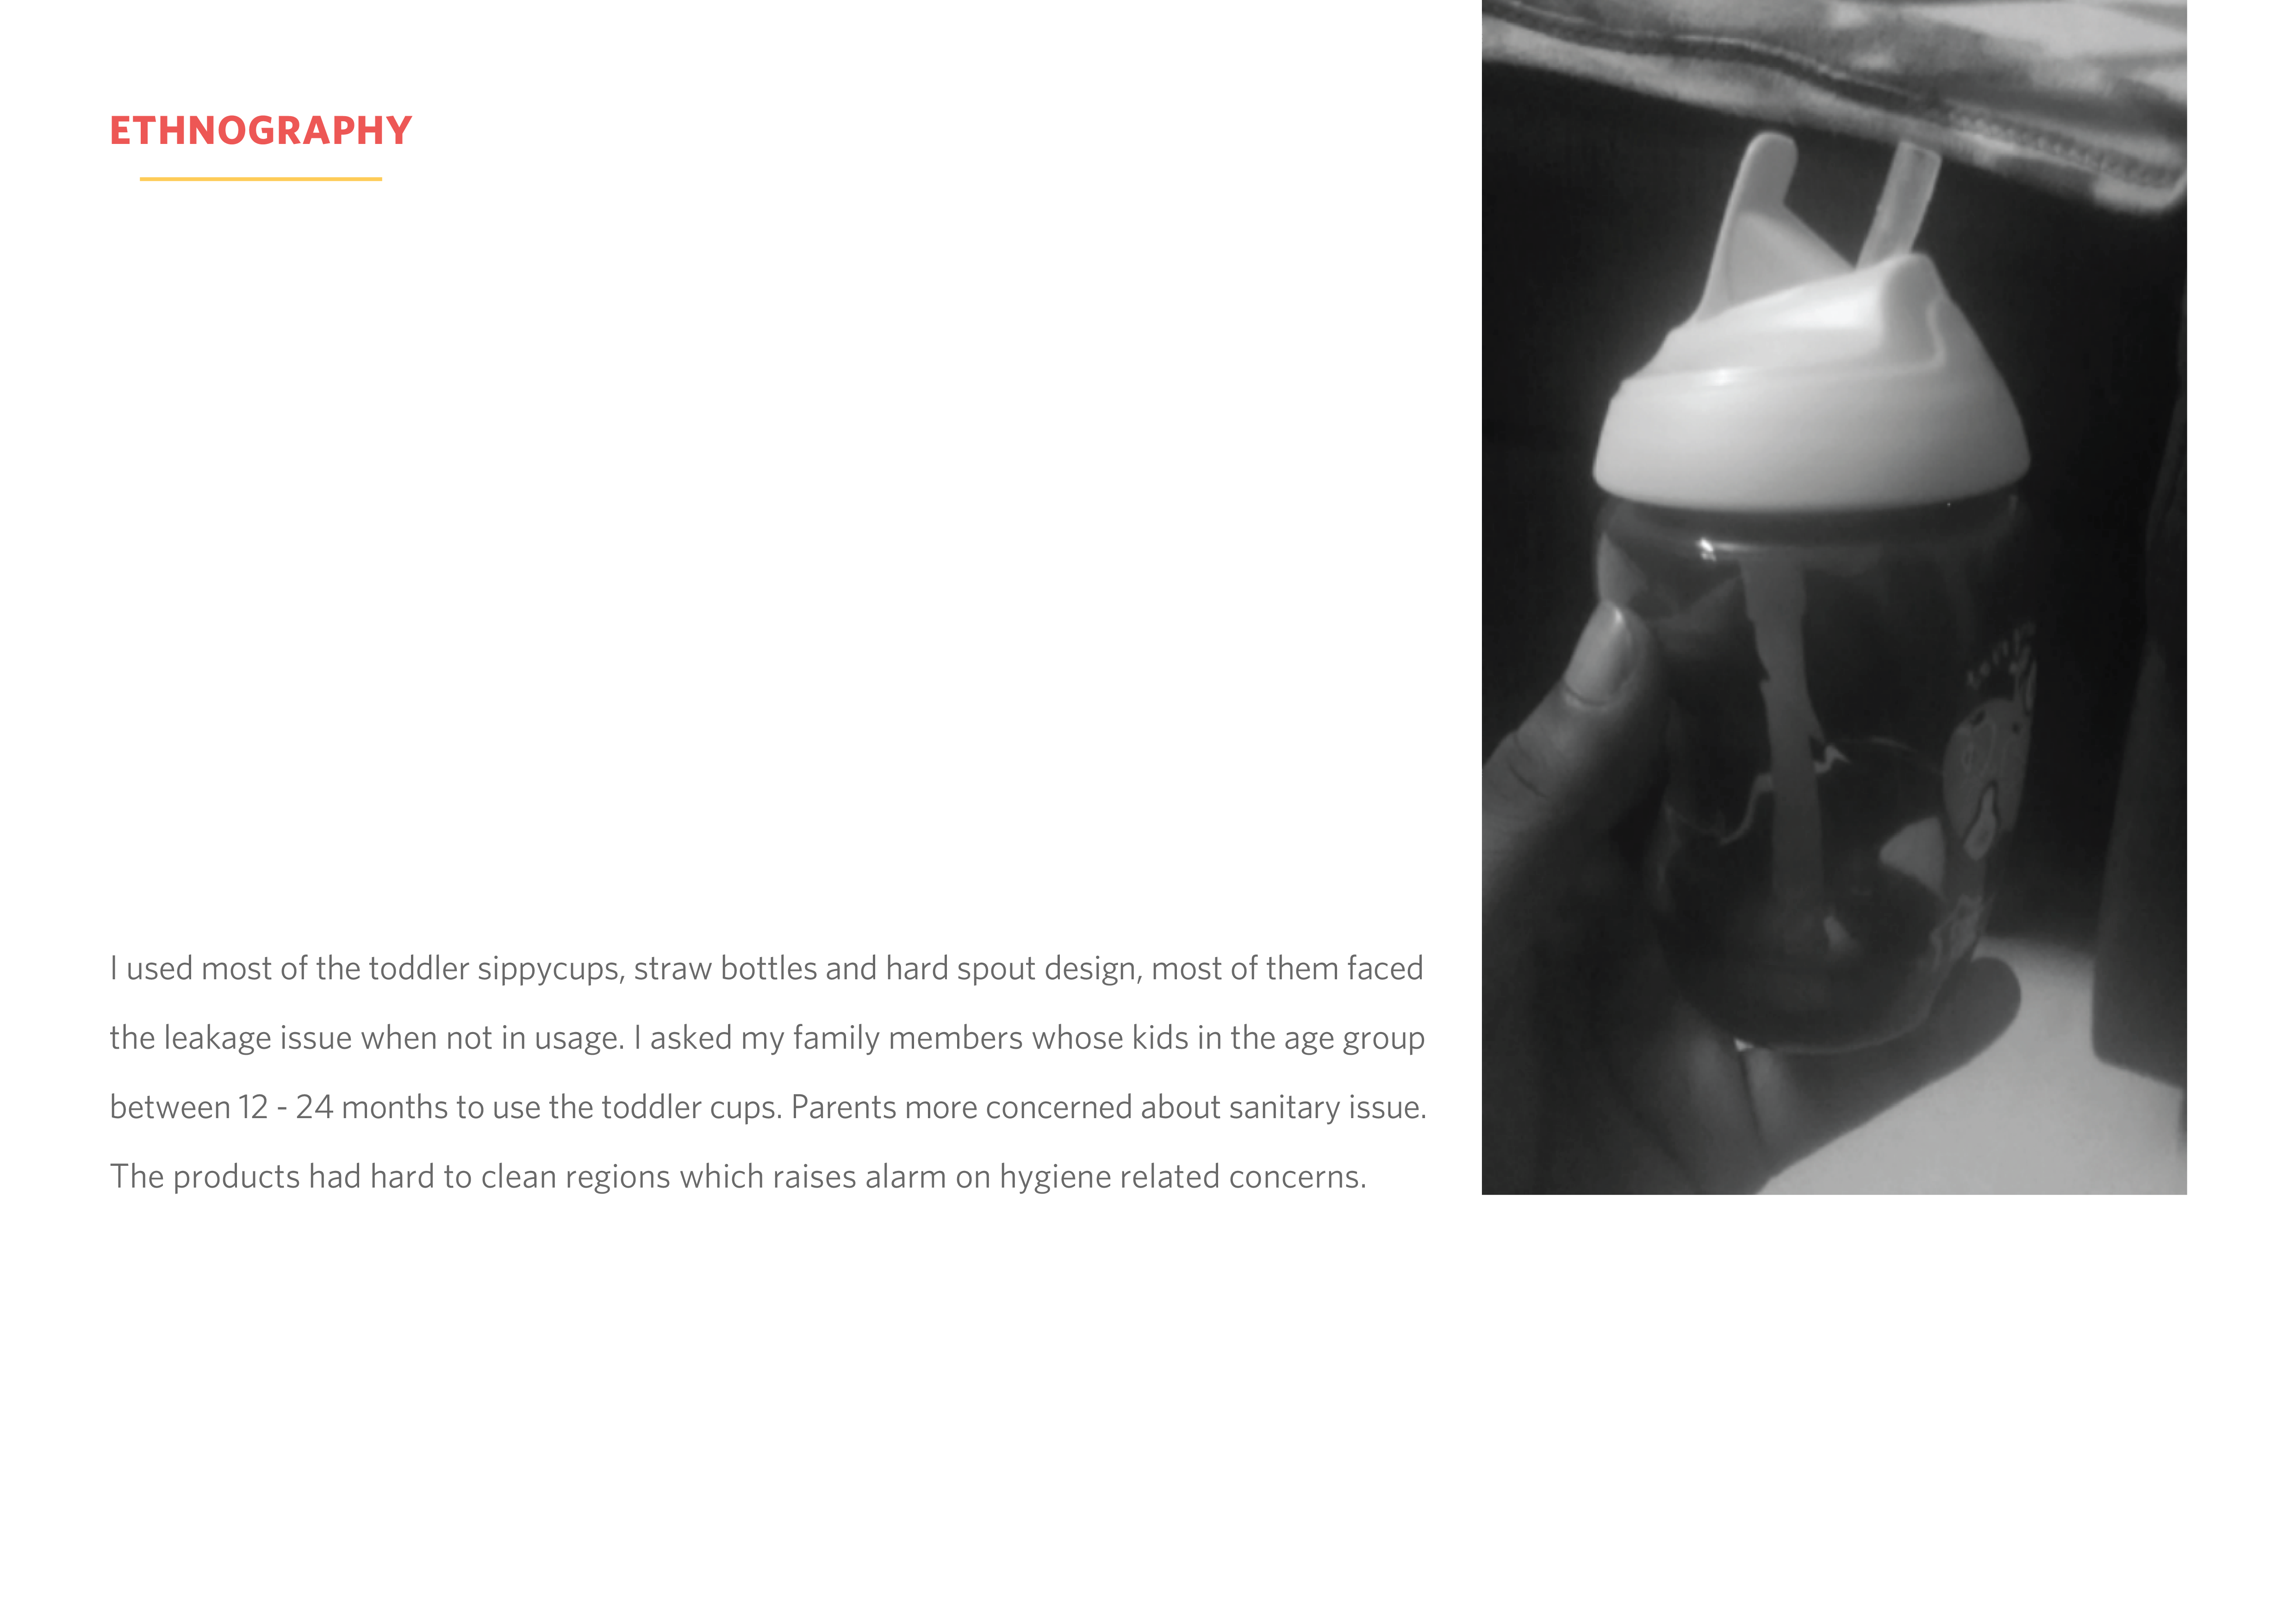 ETHNOGRAPHY
I used most of the toddler sippycups, straw bottles and hard spout design, most of them faced
the leakage issue when not in usage. I asked my family members whose kids in the age group
between 12 - 24 months to use the toddler cups. Parents more concerned about sanitary issue.
The products had hard to clean regions which raises alarm on hygiene related concerns.